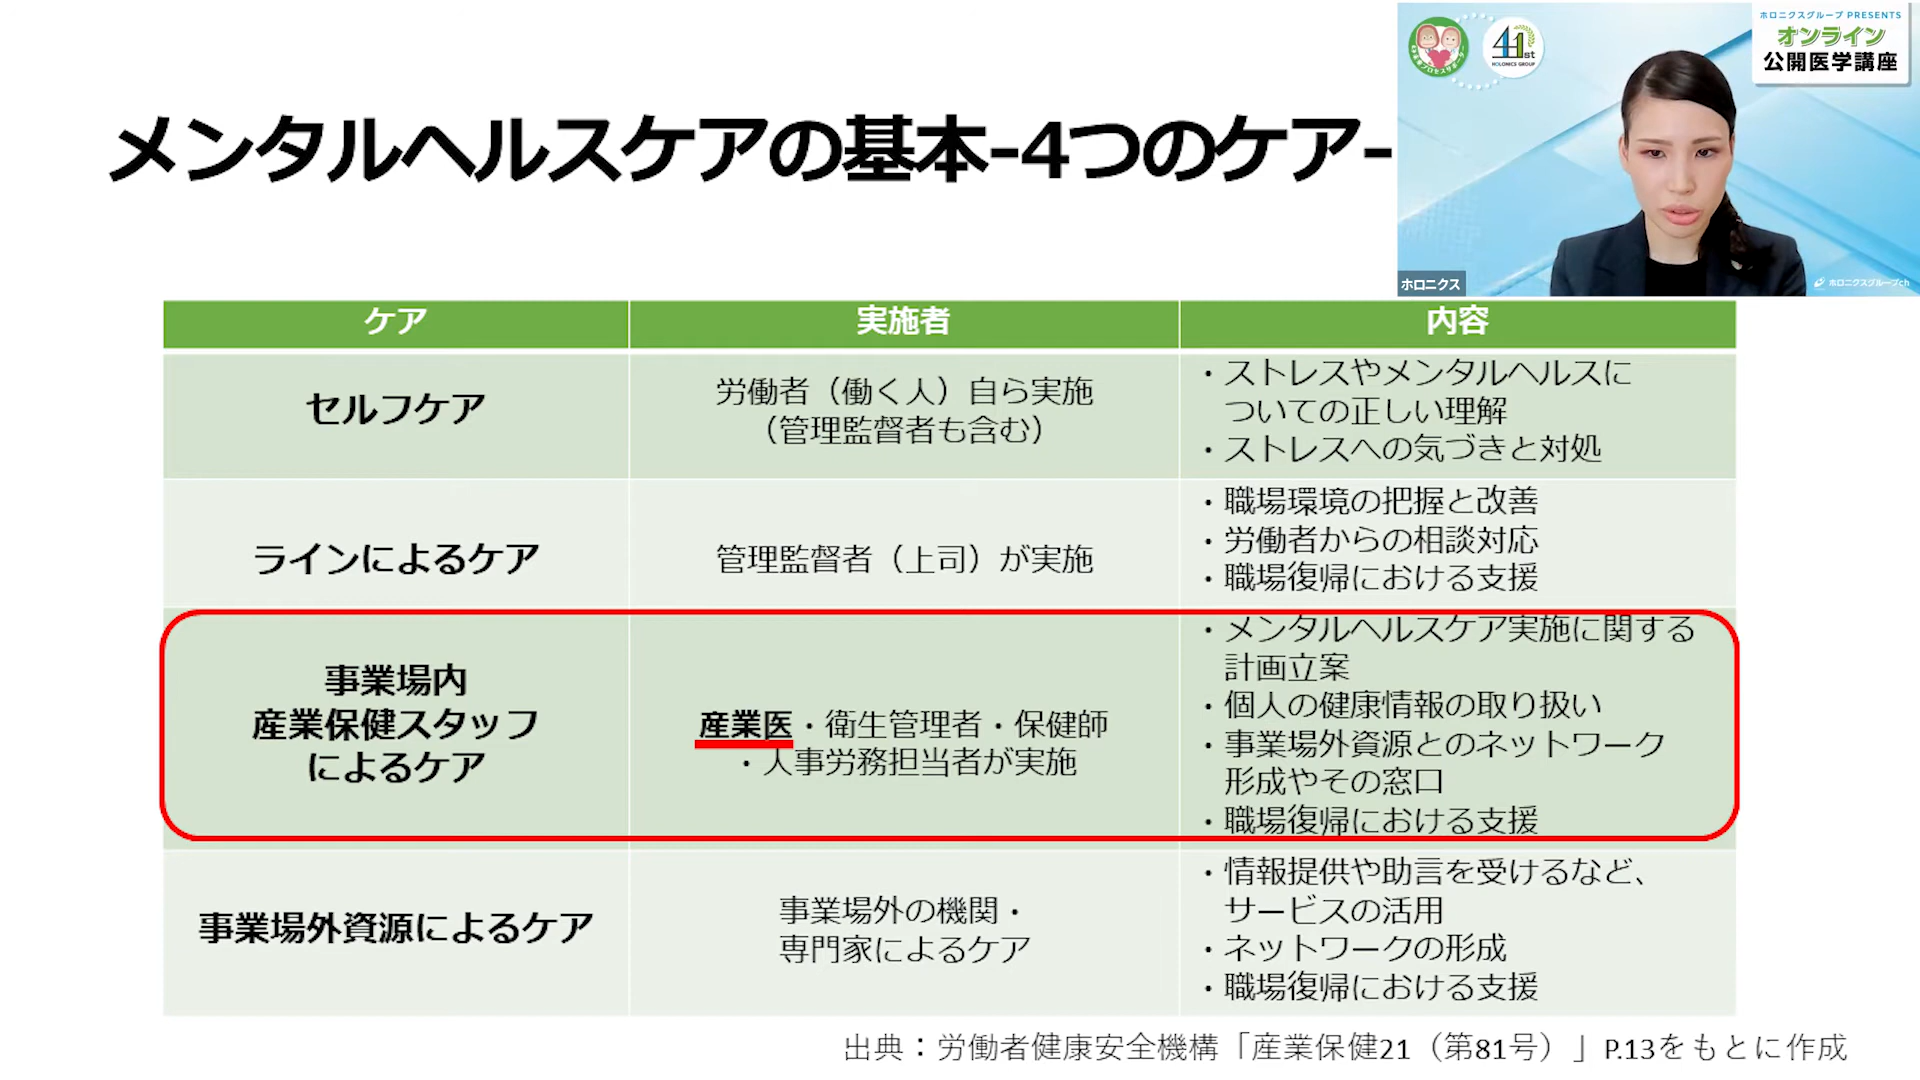 メンタルヘルスケアの基本-4つのケア-
41st
HOLONICS GROUP
ホロニクスグループ PRESENTS
オンライン
公開医学講座
ホロニクス
ホロニクスグループch
ケア
実施者
内容
セルフケア
労働者（働く人）自ら実施
（管理監督者も含む）
・ストレスやメンタルヘルスに
ついての正しい理解
・ストレスへの気づきと対処
ラインによるケア
管理監督者（上司）が実施
・職場環境の把握と改善
・労働者からの相談対応
・職場復帰における支援
事業場内
産業保健スタッフ
によるケア
産業医・衛生管理者・保健師
・人事労務担当者が実施
・メンタルヘルスケア実施に関する
計画立案
・個人の健康情報の取り扱い
・事業場外資源とのネットワーク
形成やその窓口
・職場復帰における支援
事業場外資源によるケア
事業場外の機関・
専門家によるケア
・情報提供や助言を受けるなど、
サービスの活用
・ネットワークの形成
・職場復帰における支援
出典：労働者健康安全機構「産業保健21（第81号）」P.13をもとに作成